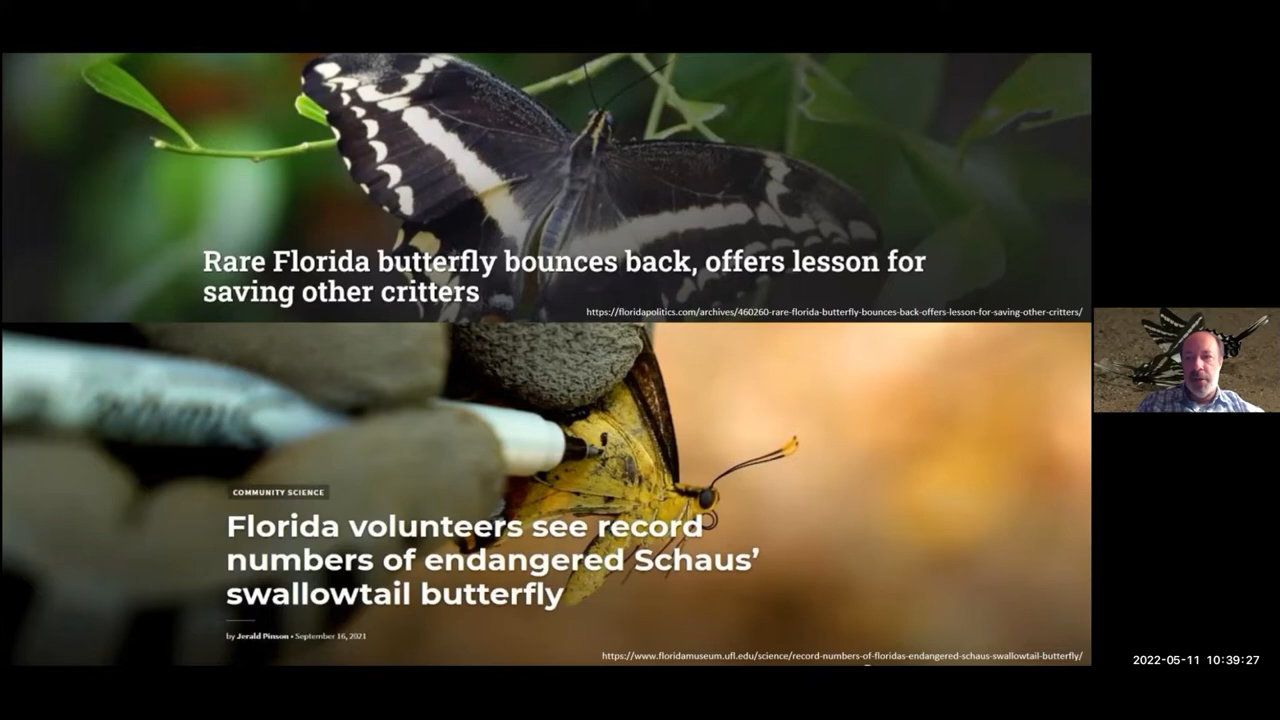 Rare Florida butterfly bounces back, offers lesson for
saving other critters
https://floridapolitics.com/archives/460260-rare-florida-butterfly-bounces-back-offers-lesson-for-saving-other-critters/
COMMUNITY SCIENCE
Florida volunteers see record
numbers of endangered Schaus’
swallowtail butterfly
by Jerald Pinson • September 16, 2021
https://www.floridamuseum.ufl.edu/science/record-numbers-of-floridas-endangered-schaus-swallowtail-butterfly/
2022-05-11 10:39:27